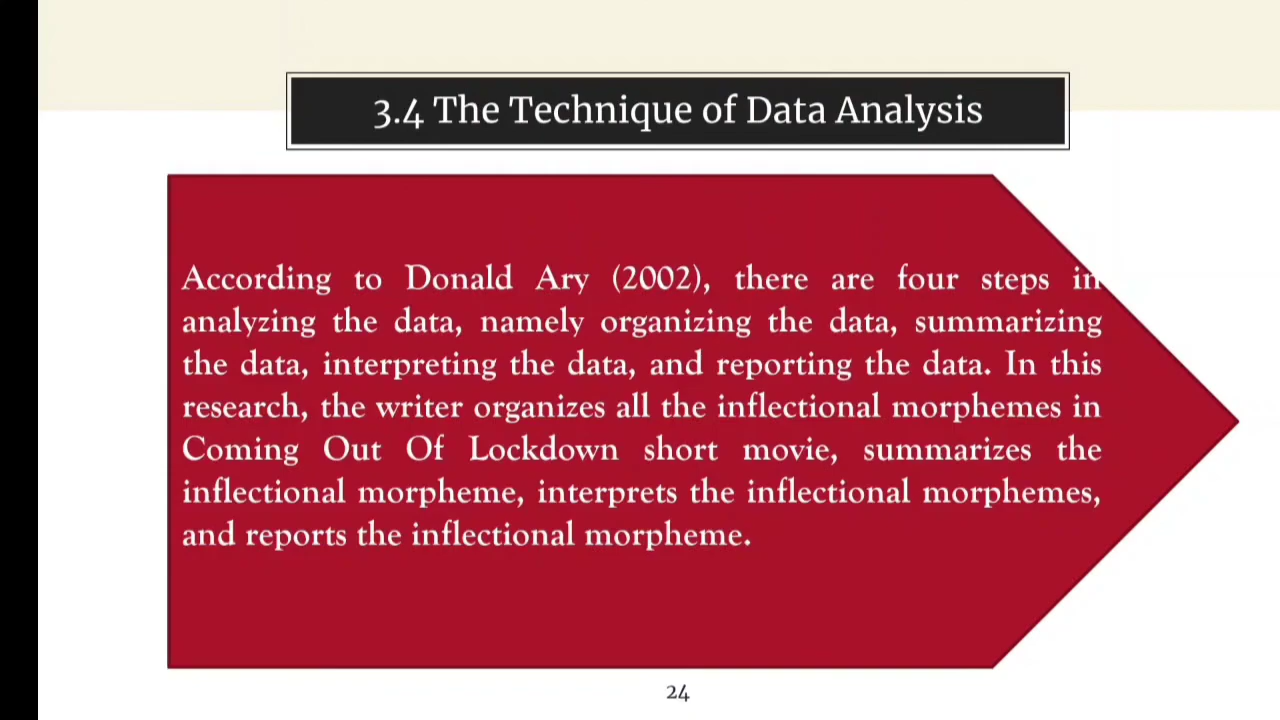 3.4 The Technique of Data Analysis
According to Donald Ary (2002), there are four steps in
analyzing the data, namely organizing the data, summarizing
the data, interpreting the data, and reporting the data. In this
research, the writer organizes all the inflectional morphemes in
Coming Out Of Lockdown short movie, summarizes the
inflectional morpheme, interprets the inflectional morphemes,
and reports the inflectional morpheme.
24